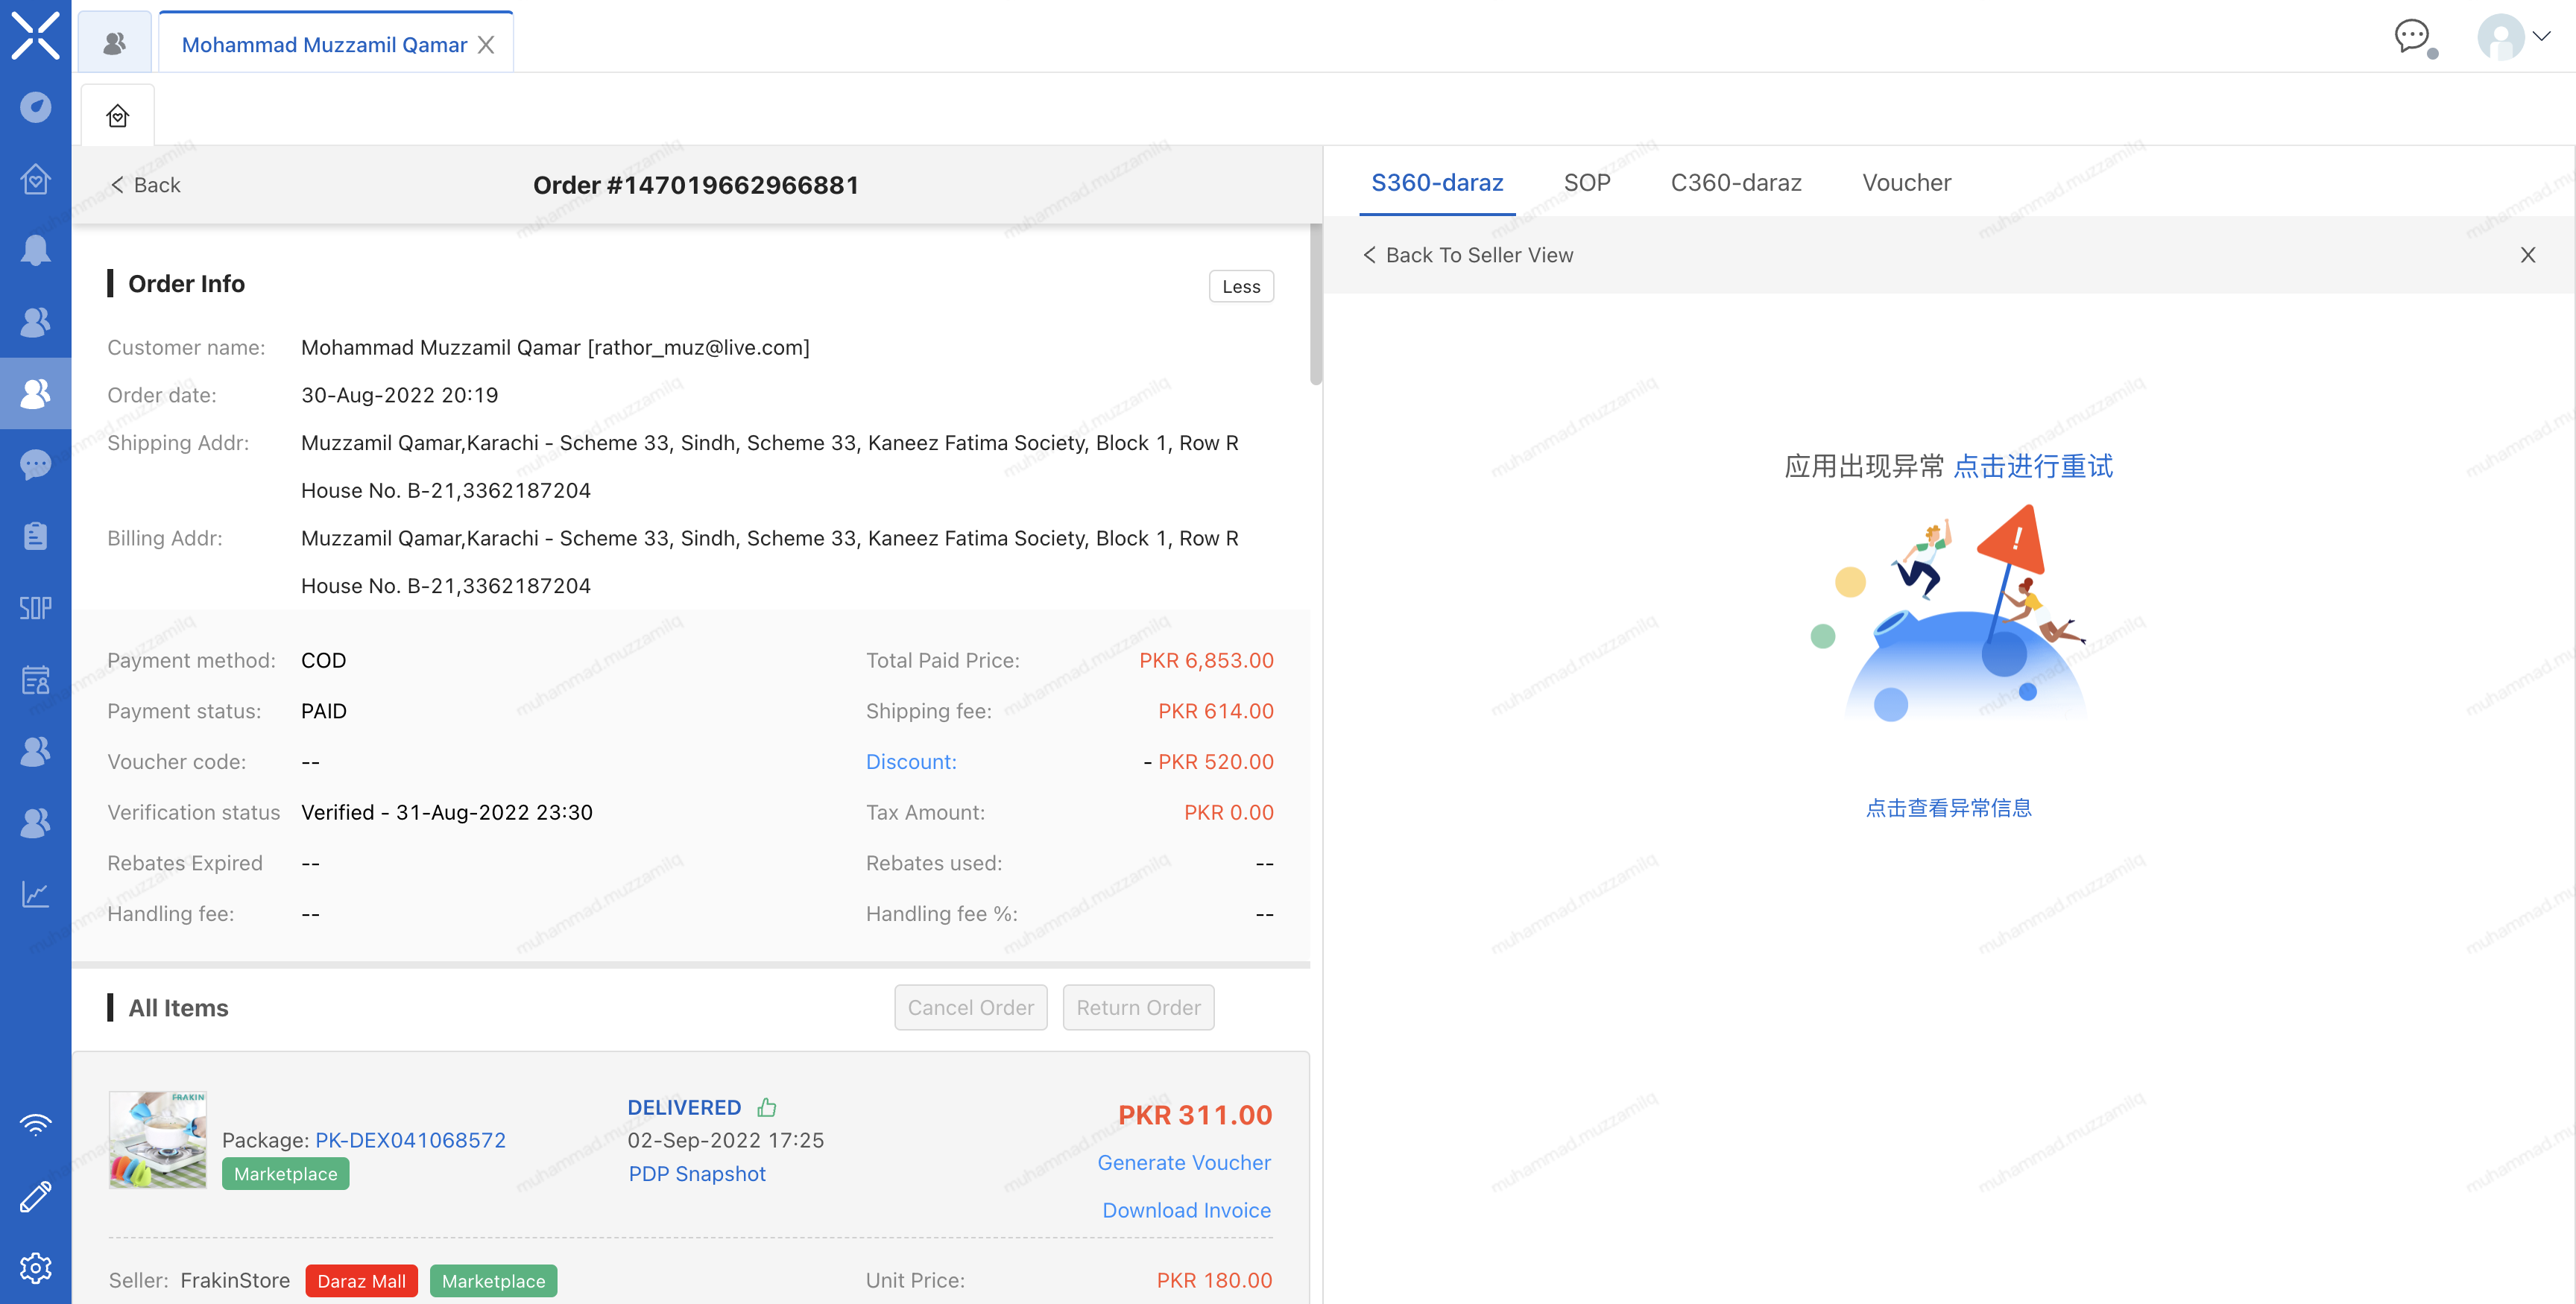 Mohammad Muzzamil Qamar
< Back
Order #147019662966881
Order Info
Less
Customer name: Mohammad Muzzamil Qamar [rathor_muz@live.com]
Order date: 30-Aug-2022 20:19
Shipping Addr: Muzzamil Qamar,Karachi - Scheme 33, Sindh, Scheme 33, Kaneez Fatima Society, Block 1, Row R
House No. B-21,3362187204
Billing Addr: Muzzamil Qamar,Karachi - Scheme 33, Sindh, Scheme 33, Kaneez Fatima Society, Block 1, Row R
House No. B-21,3362187204
Payment method: COD Total Paid Price: PKR 6,853.00
Payment status: PAID Shipping fee: PKR 614.00
Voucher code: -- Discount: - PKR 520.00
Verification status Verified - 31-Aug-2022 23:30 Tax Amount: PKR 0.00
Rebates Expired -- Rebates used: --
Handling fee: -- Handling fee %: --
All Items Cancel Order Return Order
FRAKIN
Package: PK-DEX041068572
Marketplace
DELIVERED
02-Sep-2022 17:25
PDP Snapshot
PKR 311.00
Generate Voucher
Download Invoice
Seller: FrakinStore Daraz Mall Marketplace Unit Price: PKR 180.00
SOP
S360-daraz SOP C360-daraz Voucher
< Back To Seller View X
应用出现异常 点击进行重试
点击查看异常信息
muhammad.muzzamilq